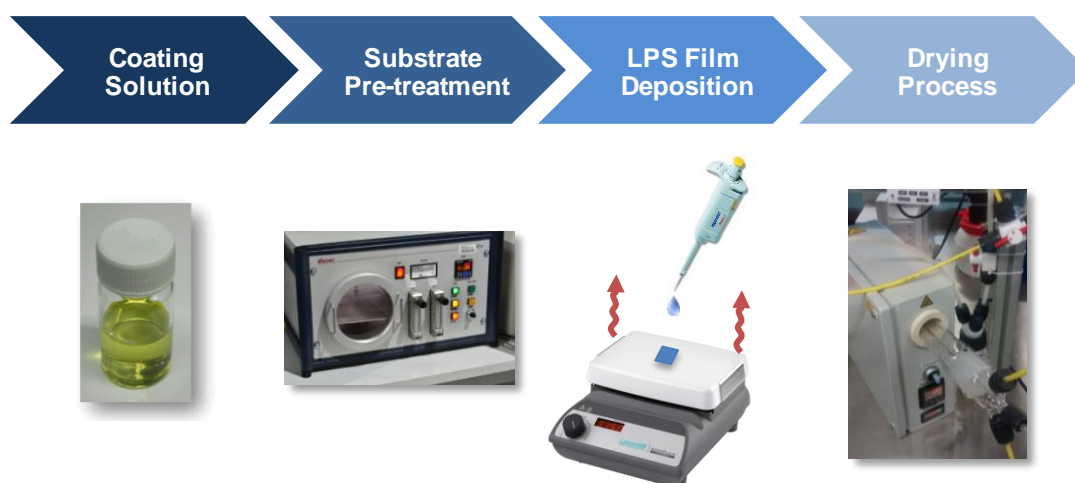 Coating
Solution
Substrate
Pre-treatment
LPS Film
Deposition
Drying
Process